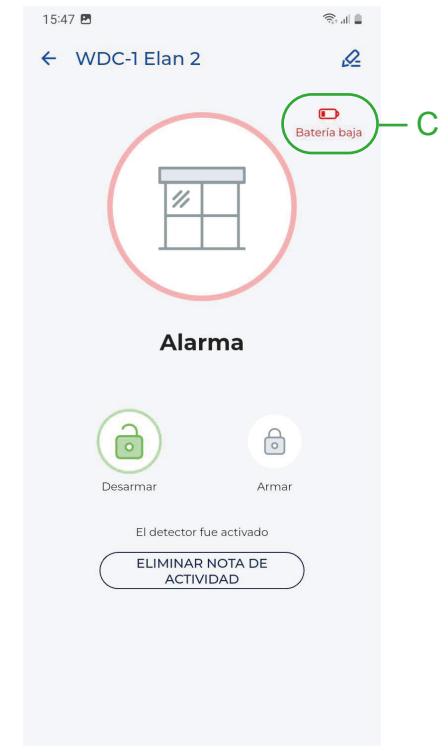 15:47
WDC-1 Elan 2
Batería baja
C
Alarma
Desarmar
Armar
El detector fue activado
ELIMINAR NOTA DE
ACTIVIDAD